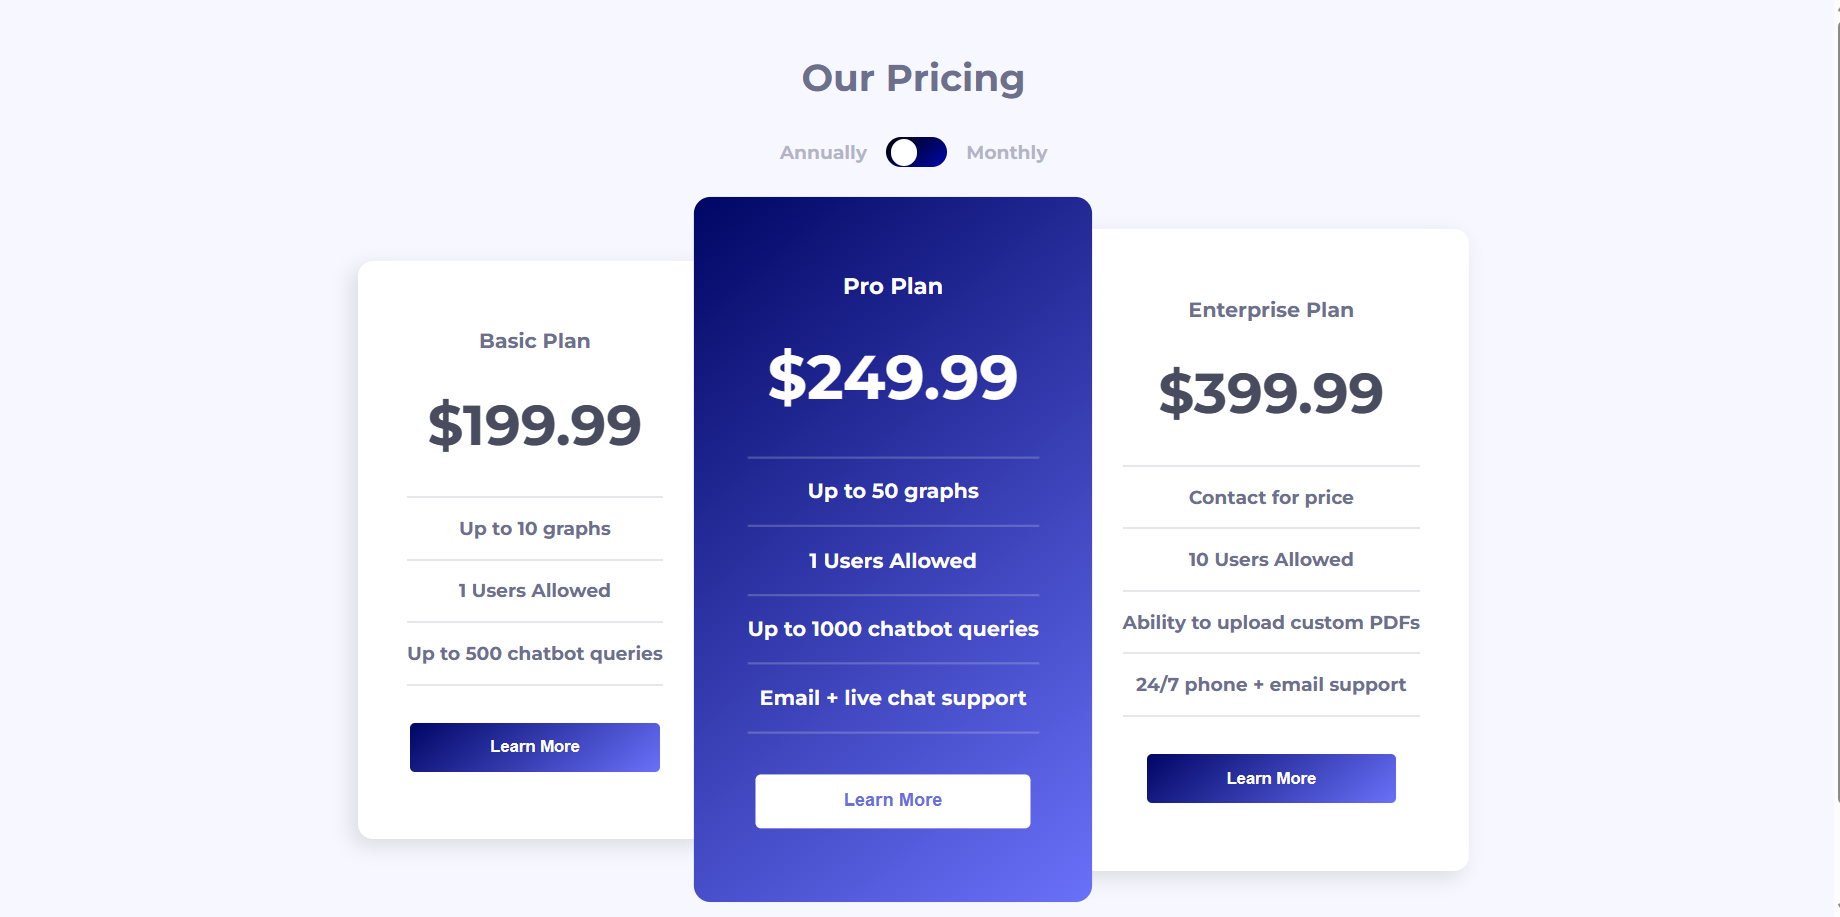 Our Pricing
Annually
Monthly
Basic Plan
$199.99
Up to 10 graphs
1 Users Allowed
Up to 500 chatbot queries
Learn More
Pro Plan
$249.99
Up to 50 graphs
1 Users Allowed
Up to 1000 chatbot queries
Email + live chat support
Learn More
Enterprise Plan
$399.99
Contact for price
10 Users Allowed
Ability to upload custom PDFs
24/7 phone + email support
Learn More